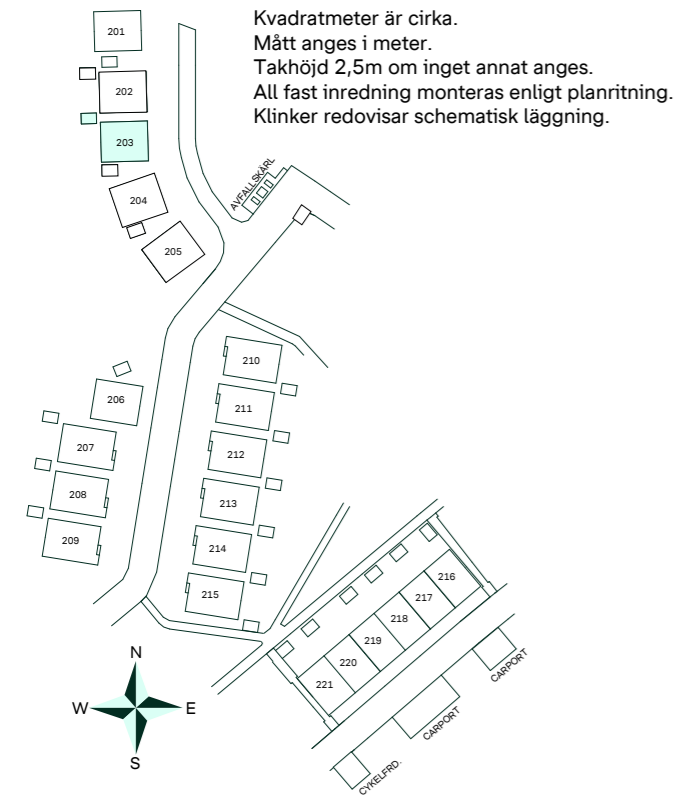 Kvadratmeter är cirka.
Mått anges i meter.
Takhöjd 2,5m om inget annat anges.
All fast inredning monteras enligt planritning.
Klinker redovisar schematisk läggning.
201
202
203
204
205
AVFALLSKÄRL
210
206
211
207
212
208
213
209
214
215
216
217
218
219
220
221
N
W
E
S
CARPORT
CARPORT
CYKELFRD.